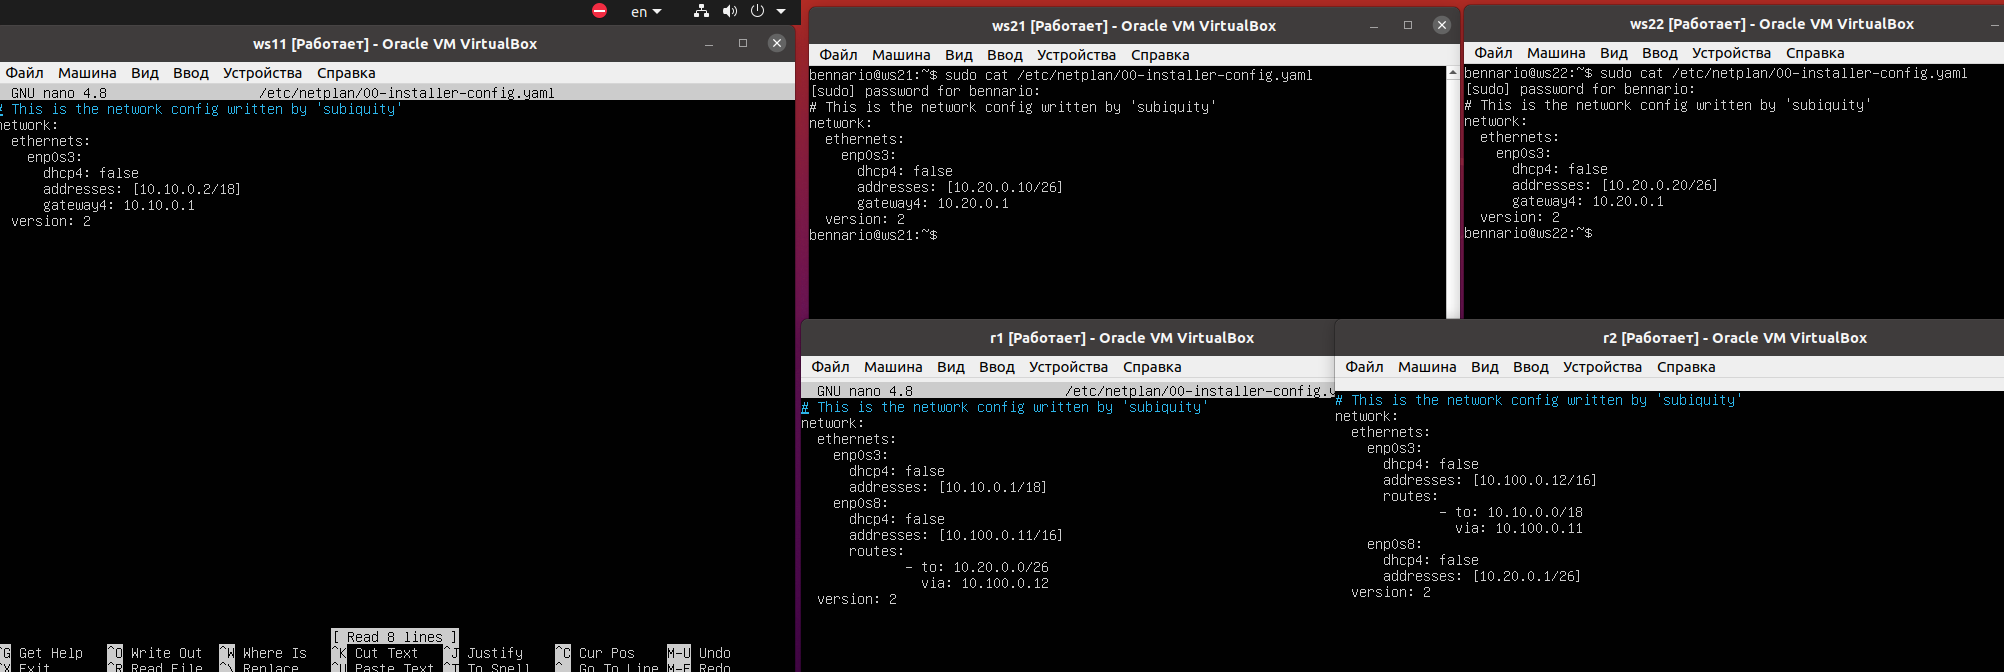 en
ws11 [Работает] - Oracle VM VirtualBox
Файл Машина Вид Ввод Устройства Справка
GNU nano 4.8 /etc/netplan/00-installer-config.yaml
# This is the network config written by 'subiquity'
network:
  ethernets:
    enp0s3:
      dhcp4: false
      addresses: [10.10.0.2/18]
      gateway4: 10.10.0.1
  version: 2
[ Read 8 lines ]
^G Get Help ^O Write Out ^W Where Is ^K Cut Text ^J Justify ^C Cur Pos M-U Undo
^X Exit ^R Read File ^\ Replace ^U Paste Text ^T To Spell ^_ Go To Line M-E Redo
ws21 [Работает] - Oracle VM VirtualBox
Файл Машина Вид Ввод Устройства Справка
bennario@ws21:~$ sudo cat /etc/netplan/00-installer-config.yaml
[sudo] password for bennario:
# This is the network config written by 'subiquity'
network:
  ethernets:
    enp0s3:
      dhcp4: false
      addresses: [10.20.0.10/26]
      gateway4: 10.20.0.1
  version: 2
bennario@ws21:~$
ws22 [Работает] - Oracle VM VirtualBox
Файл Машина Вид Ввод Устройства Справка
bennario@ws22:~$ sudo cat /etc/netplan/00-installer-config.yaml
[sudo] password for bennario:
# This is the network config written by 'subiquity'
network:
  ethernets:
    enp0s3:
      dhcp4: false
      addresses: [10.20.0.20/26]
      gateway4: 10.20.0.1
  version: 2
bennario@ws22:~$
r1 [Работает] - Oracle VM VirtualBox
Файл Машина Вид Ввод Устройства Справка
GNU nano 4.8 /etc/netplan/00-installer-config.
# This is the network config written by 'subiquity'
network:
  ethernets:
    enp0s3:
      dhcp4: false
      addresses: [10.10.0.1/18]
    enp0s8:
      dhcp4: false
      addresses: [10.100.0.11/16]
      routes:
             - to: 10.20.0.0/26
               via: 10.100.0.12
  version: 2
r2 [Работает] - Oracle VM VirtualBox
Файл Машина Вид Ввод Устройства Справка
# This is the network config written by 'subiquity'
network:
  ethernets:
    enp0s3:
      dhcp4: false
      addresses: [10.100.0.12/16]
      routes:
             - to: 10.10.0.0/18
               via: 10.100.0.11
    enp0s8:
      dhcp4: false
      addresses: [10.20.0.1/26]
  version: 2